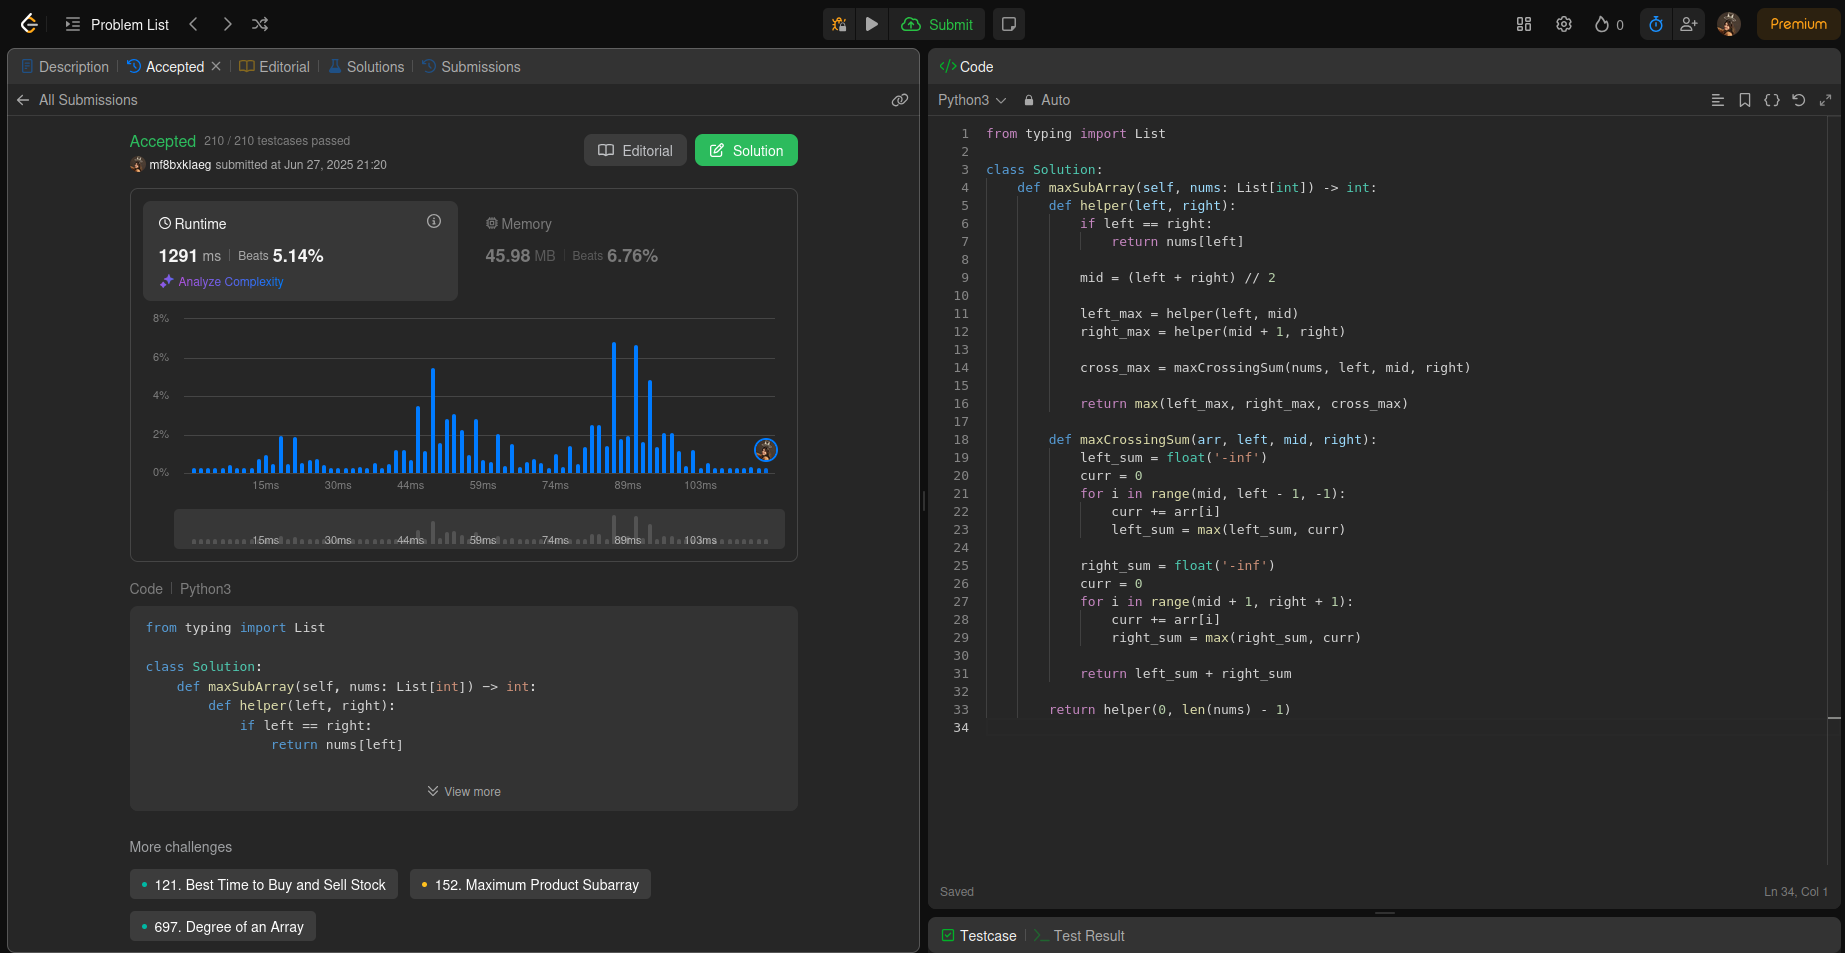 Problem List
Submit
0
Premium
Description
Accepted
Editorial
Solutions
Submissions
All Submissions
Accepted 210 / 210 testcases passed
mf8bxklaeg submitted at Jun 27, 2025 21:20
Editorial
Solution
Runtime
1291 ms Beats 5.14%
Analyze Complexity
Memory
45.98 MB Beats 6.76%
8%
6%
4%
2%
0%
15ms 30ms 44ms 59ms 74ms 89ms 103ms
15ms 30ms 44ms 59ms 74ms 89ms 103ms
Code Python3
from typing import List
class Solution:
    def maxSubArray(self, nums: List[int]) -> int:
        def helper(left, right):
            if left == right:
                return nums[left]
View more
More challenges
121. Best Time to Buy and Sell Stock
152. Maximum Product Subarray
697. Degree of an Array
</> Code
Python3 Auto
1 from typing import List
2
3 class Solution:
4     def maxSubArray(self, nums: List[int]) -> int:
5         def helper(left, right):
6             if left == right:
7                 return nums[left]
8
9             mid = (left + right) // 2
10
11             left_max = helper(left, mid)
12             right_max = helper(mid + 1, right)
13
14             cross_max = maxCrossingSum(nums, left, mid, right)
15
16             return max(left_max, right_max, cross_max)
17
18         def maxCrossingSum(arr, left, mid, right):
19             left_sum = float('-inf')
20             curr = 0
21             for i in range(mid, left - 1, -1):
22                 curr += arr[i]
23                 left_sum = max(left_sum, curr)
24
25             right_sum = float('-inf')
26             curr = 0
27             for i in range(mid + 1, right + 1):
28                 curr += arr[i]
29                 right_sum = max(right_sum, curr)
30
31             return left_sum + right_sum
32
33         return helper(0, len(nums) - 1)
34
Saved
Ln 34, Col 1
Testcase
Test Result